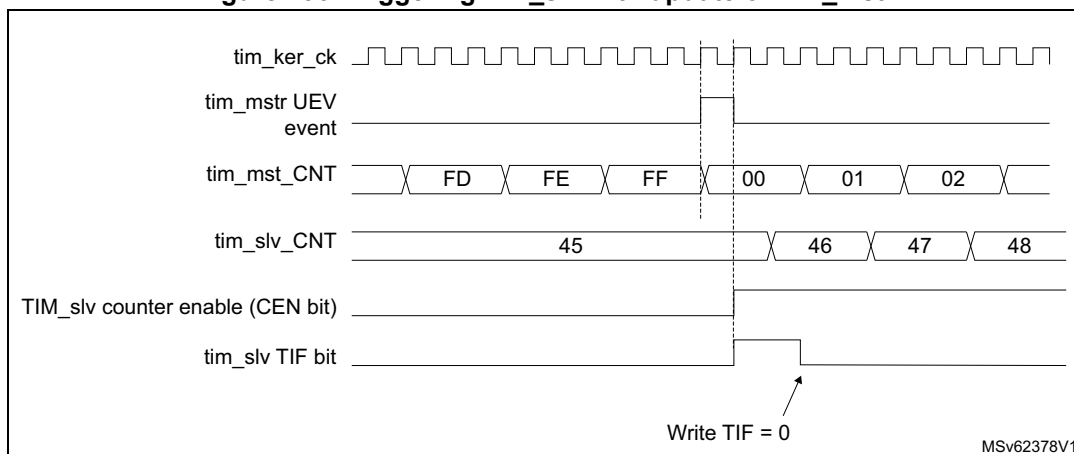 tim_ker_ck
tim_mstr UEV
event
tim_mst_CNT
FD FE FF 00 01 02
tim_slv_CNT
45 46 47 48
TIM_slv counter enable (CEN bit)
tim_slv TIF bit
Write TIF = 0
MSv62378V1